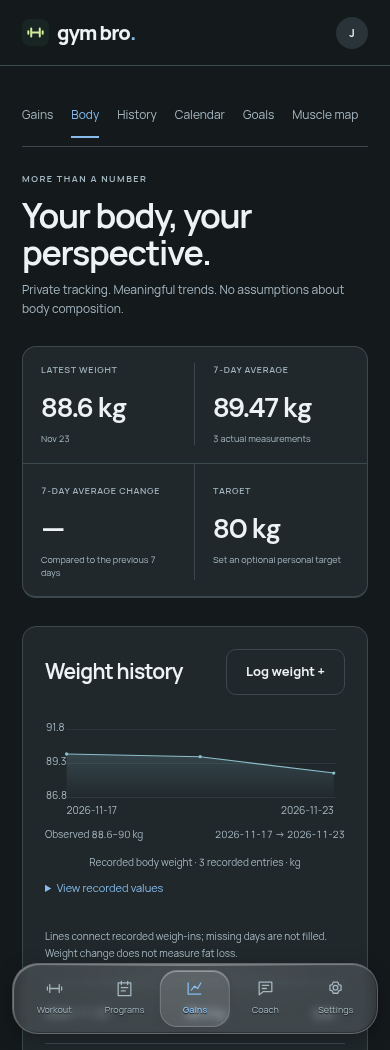 gym bro.
J
Gains Body History Calendar Goals Muscle map
MORE THAN A NUMBER
Your body, your
perspective.
Private tracking. Meaningful trends. No assumptions about
body composition.
LATEST WEIGHT
88.6 kg
Nov 23
7-DAY AVERAGE
89.47 kg
3 actual measurements
7-DAY AVERAGE CHANGE
—
Compared to the previous 7
days
TARGET
80 kg
Set an optional personal target
Weight history
Log weight +
91.8
89.3
86.8
2026-11-17 2026-11-23
Observed 88.6–90 kg 2026-11-17 → 2026-11-23
Recorded body weight · 3 recorded entries · kg
View recorded values
Lines connect recorded weigh-ins; missing days are not filled.
Weight change does not measure fat loss.
Workout Programs Gains Coach Settings